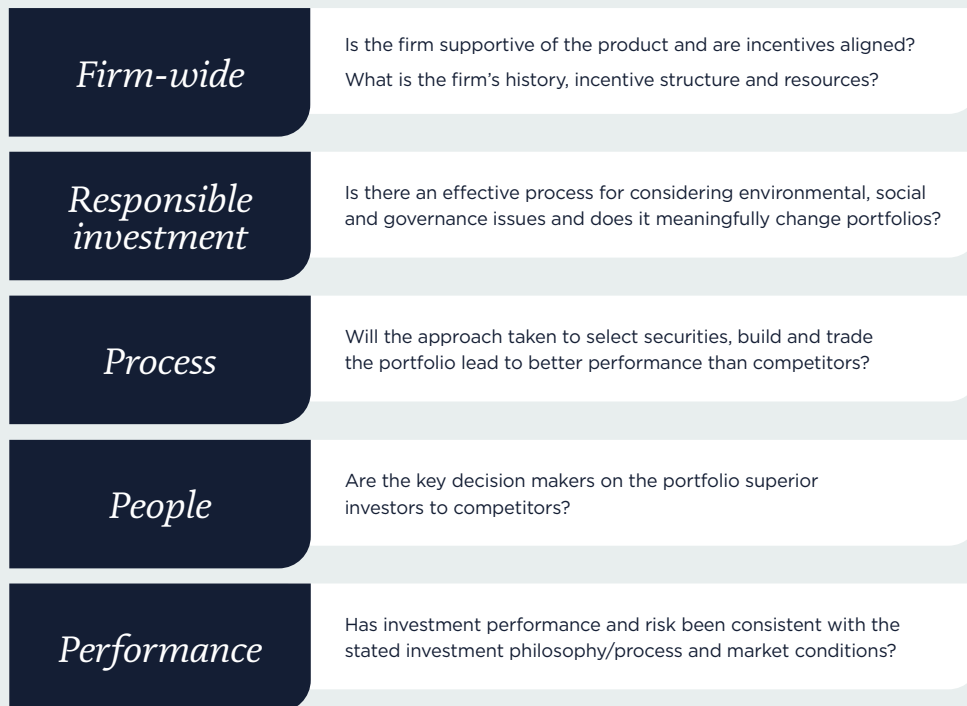 Firm-wide
Is the firm supportive of the product and are incentives aligned?
What is the firm’s history, incentive structure and resources?
Responsible
investment
Is there an effective process for considering environmental, social
and governance issues and does it meaningfully change portfolios?
Process
Will the approach taken to select securities, build and trade
the portfolio lead to better performance than competitors?
People
Are the key decision makers on the portfolio superior
investors to competitors?
Performance
Has investment performance and risk been consistent with the
stated investment philosophy/process and market conditions?